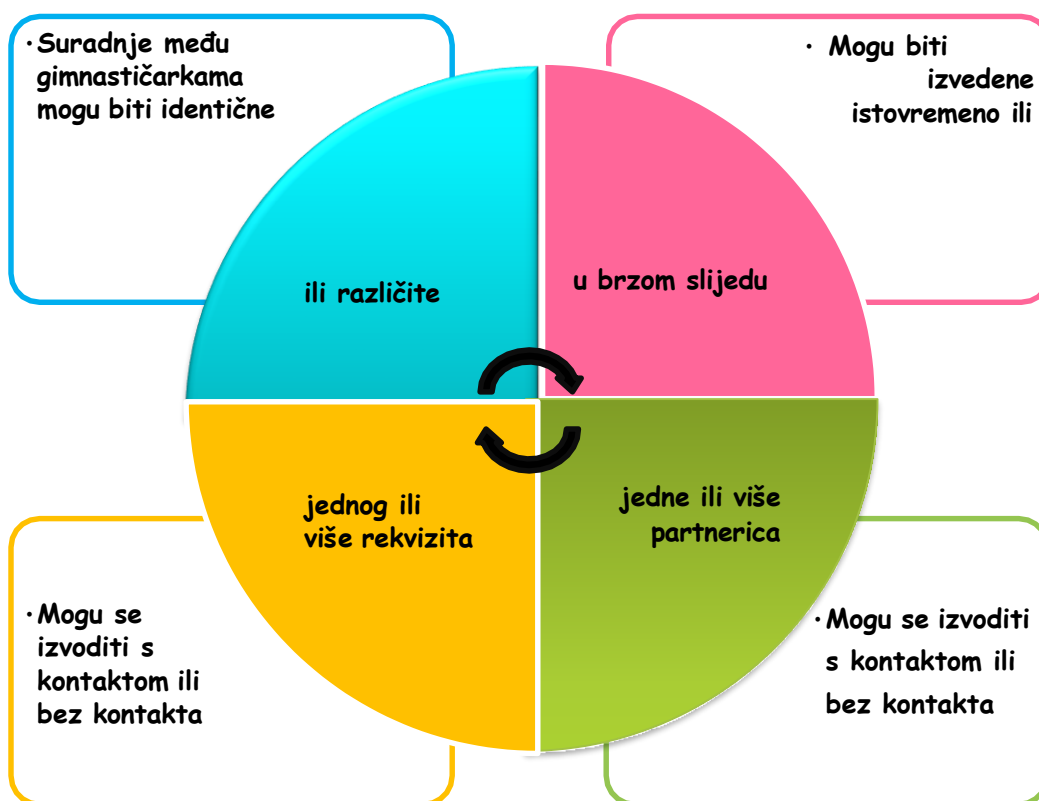 · Suradnje među
gimnastičarkama
mogu biti identične
ili različite
· Mogu biti
izvedene
istovremeno ili
u brzom slijedu
· Mogu se
izvoditi s
kontaktom ili
bez kontakta
jednog ili
više rekvizita
· Mogu se izvoditi
s kontaktom ili
bez kontakta
jedne ili više
partnerica